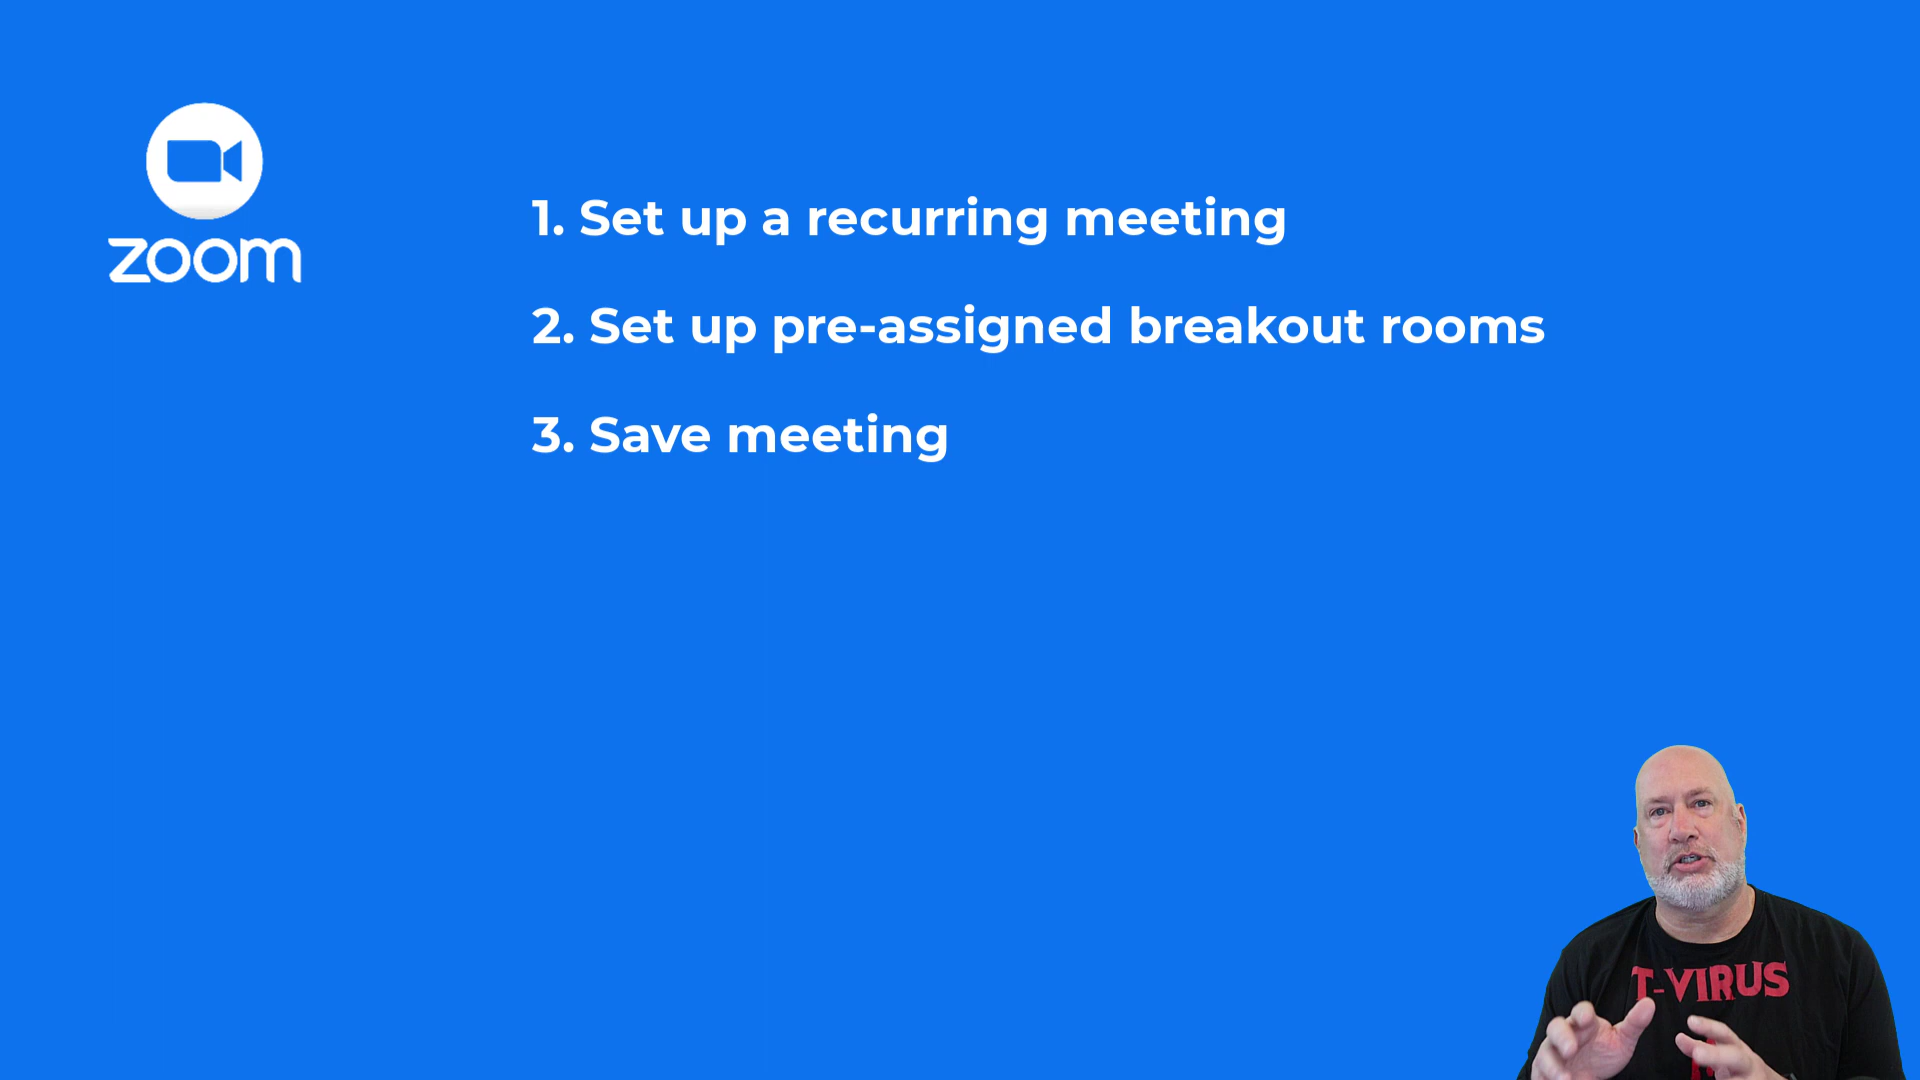 zoom
1. Set up a recurring meeting
2. Set up pre-assigned breakout rooms
3. Save meeting
T-VIRUS